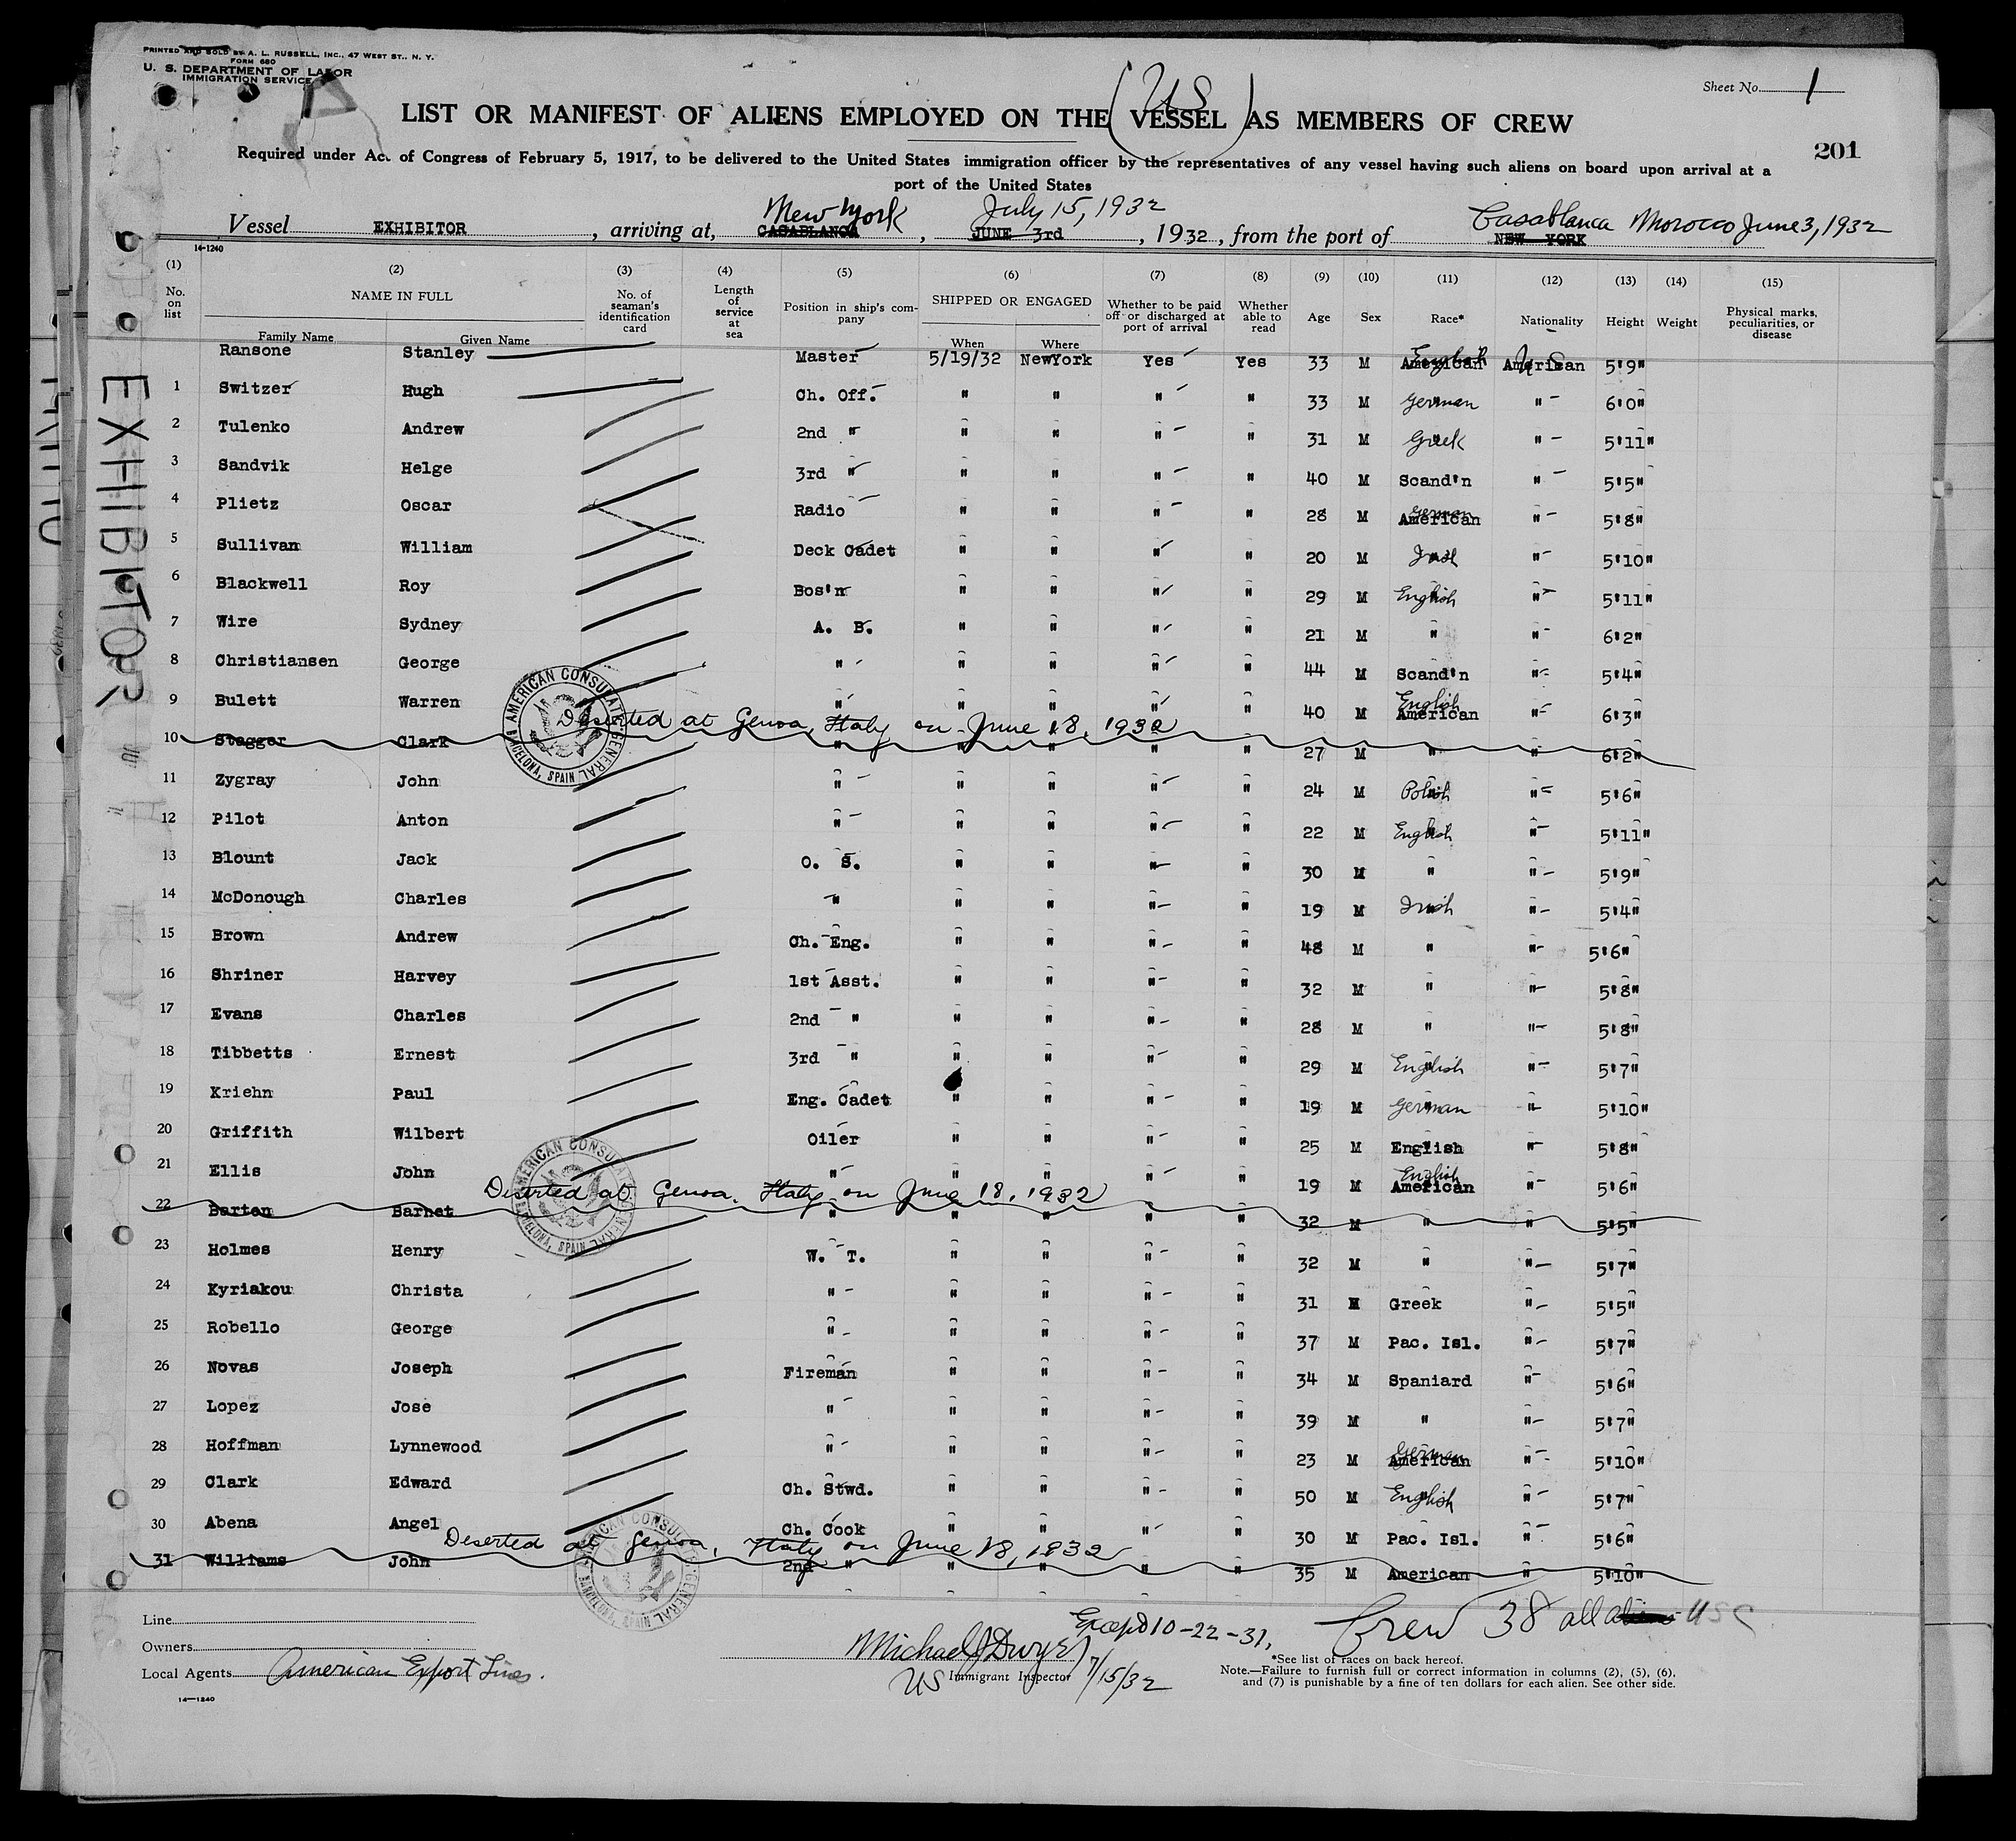 PRINTED AND SOLD BY A. L. RUSSELL, INC., 47 WEST ST., N. Y.
FORM 680
U. S. DEPARTMENT OF LABOR
IMMIGRATION SERVICE
Sheet No. 1
(US)
LIST OR MANIFEST OF ALIENS EMPLOYED ON THE VESSEL AS MEMBERS OF CREW
201
Required under Act of Congress of February 5, 1917, to be delivered to the United States immigration officer by the representatives of any vessel having such aliens on board upon arrival at a
port of the United States
New York July 15, 1932 Casablanca Morocco June 3, 1932
Vessel EXHIBITOR, arriving at, CASABLANCA, JUNE 3rd, 1932, from the port of NEW YORK
14-1240
(1) (2) (3) (4) (5) (6) (7) (8) (9) (10) (11) (12) (13) (14) (15)
No. on list NAME IN FULL Family Name Given Name No. of seaman's identification card Length of service at sea Position in ship's company SHIPPED OR ENGAGED When Where Whether to be paid off or discharged at port of arrival Whether able to read Age Sex Race* Nationality Height Weight Physical marks, peculiarities, or disease
Ransone Stanley Master 5/19/32 NewYork Yes Yes 33 M American English American US 5'9"
1 Switzer Hugh Ch. Off. " " " " 33 M German " 6'0"
2 Tulenko Andrew 2nd " " " " " 31 M Greek " 5'11"
3 Sandvik Helge 3rd " " " " " 40 M Scand'n " 5'5"
4 Plietz Oscar Radio " " " " 28 M American German " 5'8"
5 Sullivan William Deck Cadet " " " " 20 M Irish " 5'10"
6 Blackwell Roy Bos'n " " " " 29 M English " 5'11"
7 Wire Sydney A. B. " " " " 21 M " " 6'2"
8 Christiansen George " " " " " 44 M Scand'n " 5'4"
9 Bulett Warren " " " " " 40 M American English " 6'3"
Deserted at Genoa, Italy on June 18, 1932
10 Stagger Clark " " " " " 27 M " " 6'2"
11 Zygray John " " " " " 24 M Polish " 5'6"
12 Pilot Anton " " " " " 22 M English " 5'11"
13 Blount Jack O. S. " " " " 30 M " " 5'9"
14 McDonough Charles " " " " " 19 M Irish " 5'4"
15 Brown Andrew Ch. Eng. " " " " 48 M " " 5'6"
16 Shriner Harvey 1st Asst. " " " " 32 M " " 5'8"
17 Evans Charles 2nd " " " " " 28 M " " 5'8"
18 Tibbetts Ernest 3rd " " " " " 29 M English " 5'7"
19 Kriehn Paul Eng. Cadet " " " " 19 M German " 5'10"
20 Griffith Wilbert Oiler " " " " 25 M English " 5'8"
21 Ellis John " " " " " 19 M American English " 5'6"
Deserted at Genoa, Italy on June 18, 1932
22 Barten Barnet " " " " " 32 M " " 5'5"
23 Holmes Henry W. T. " " " " 32 M " " 5'7"
24 Kyriakou Christa " " " " " 31 M Greek " 5'5"
25 Robello George " " " " " 37 M Pac. Isl. " 5'7"
26 Novas Joseph Fireman " " " " 34 M Spaniard " 5'6"
27 Lopez Jose " " " " " 39 M " " 5'7"
28 Hoffman Lynnewood " " " " " 23 M American German " 5'10"
29 Clark Edward Ch. Stwd. " " " " 50 M English " 5'7"
30 Abena Angel Ch. Cook " " " " 30 M Pac. Isl. " 5'6"
Deserted at Genoa, Italy on June 18, 1932
31 Williams John 2nd " " " " " 35 M American " 5'10"
AMERICAN CONSULATE GENERAL BARCELONA, SPAIN
AMERICAN CONSULATE GENERAL BARCELONA, SPAIN
AMERICAN CONSULATE GENERAL BARCELONA, SPAIN
EXHIBITOR
Line
Owners
Local Agents American Export Lines.
14—1240
10-22-31,
Michael J Dwyer
US Immigrant Inspector 7/15/32
Crew 38 all aliens USC
*See list of races on back hereof.
Note.—Failure to furnish full or correct information in columns (2), (5), (6),
and (7) is punishable by a fine of ten dollars for each alien. See other side.